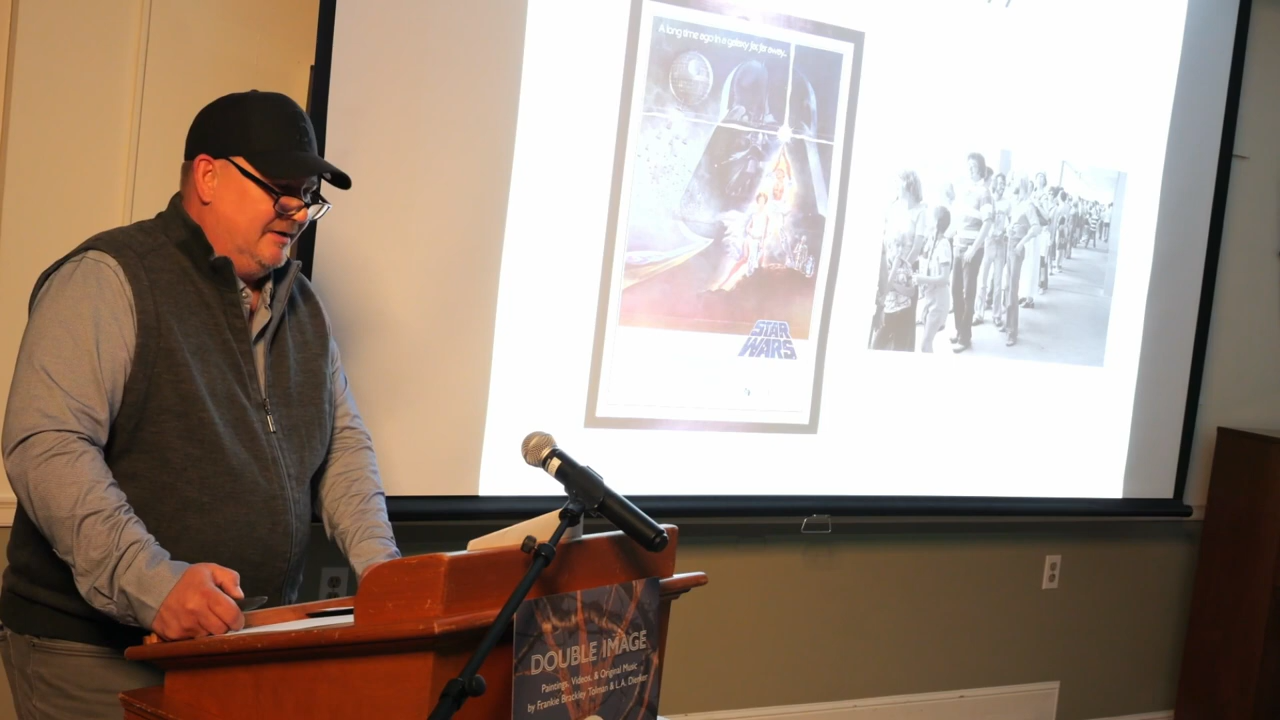 A long time ago in a galaxy far, far away...
STAR
WARS
DOUBLE IMAGE
Paintings, Videos, & Original Music
by Frankie Brackley Tolman & L.A. Dienker